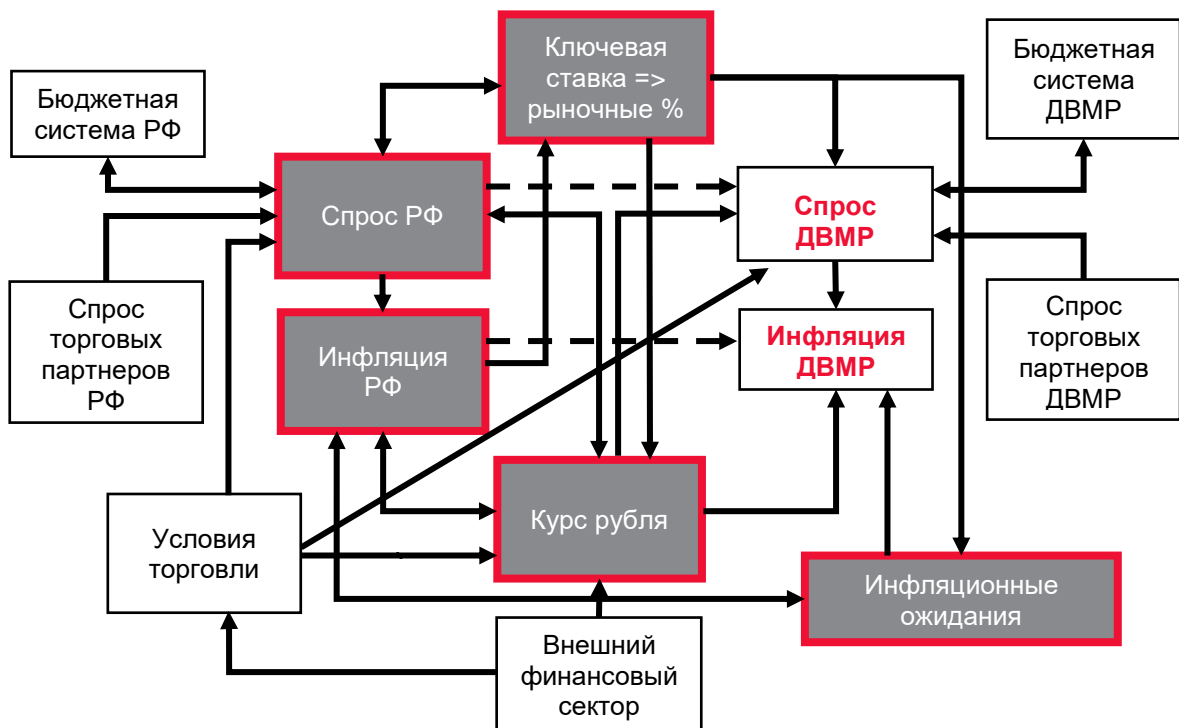 Ключевая
ставка =>
рыночные %
Бюджетная
система РФ
Бюджетная
система
ДВМР
Спрос РФ
Спрос
ДВМР
Спрос
торговых
партнеров
РФ
Инфляция
РФ
Инфляция
ДВМР
Спрос
торговых
партнеров
ДВМР
Условия
торговли
Курс рубля
Инфляционные
ожидания
Внешний
финансовый
сектор